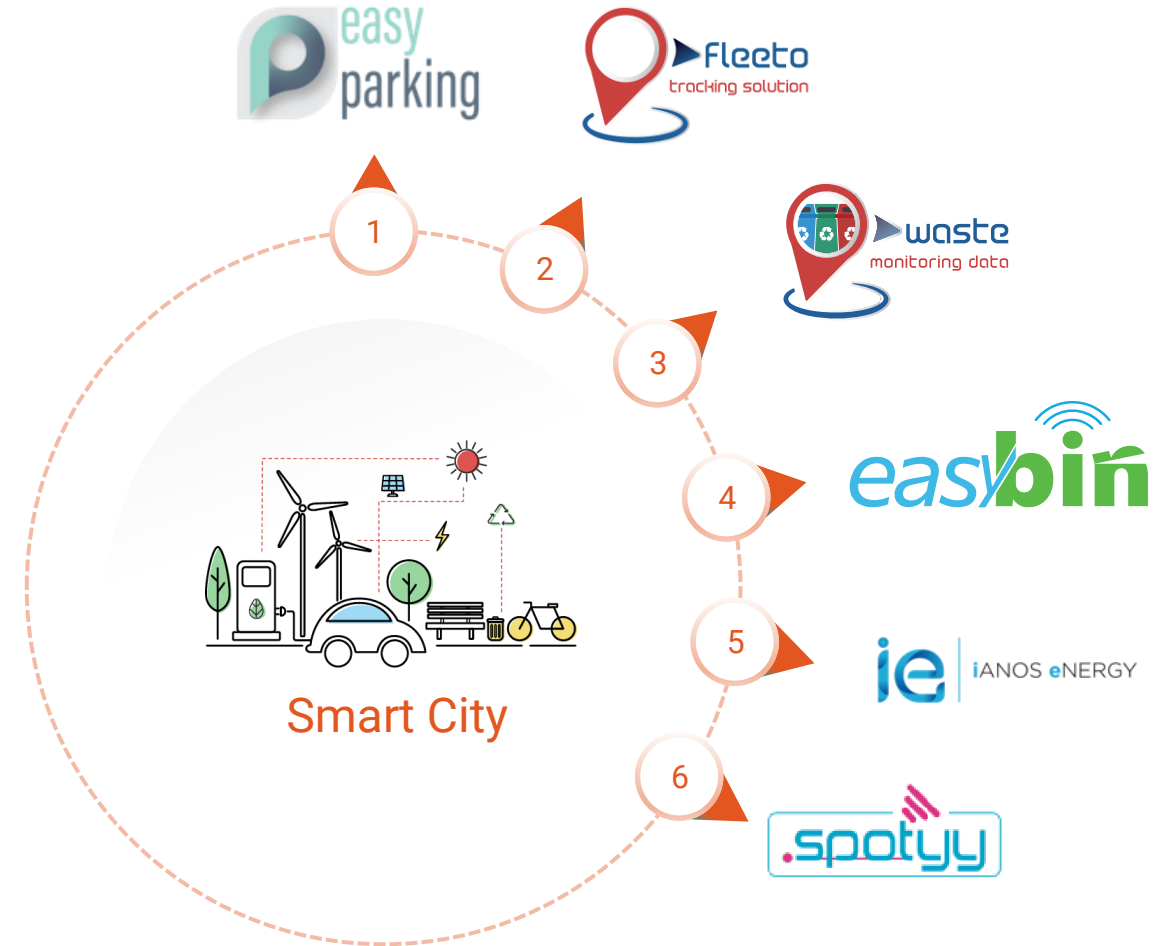 easy
parking
fleeto
tracking solution
1
2
waste
monitoring data
3
easybin
4
5
ie iANOS eNERGY
Smart City
6
.spotyy